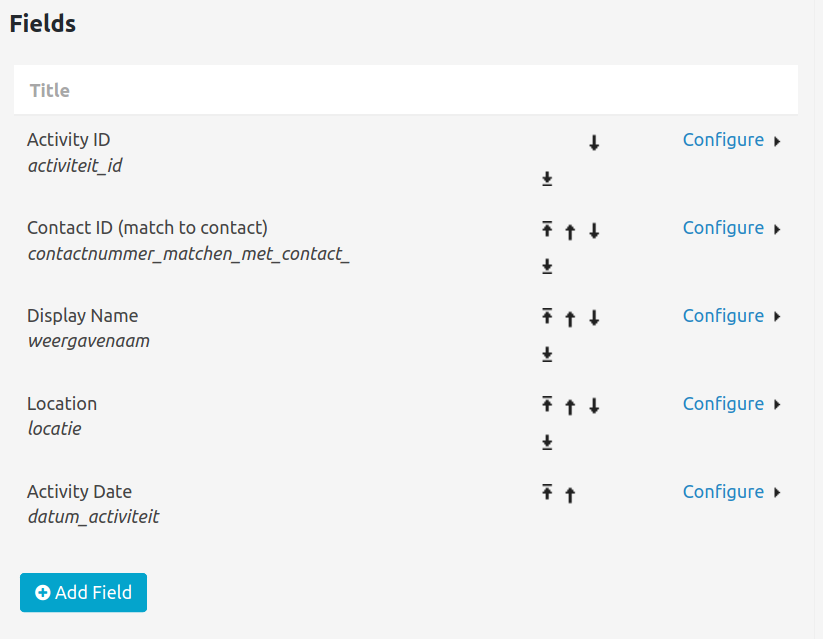 Fields
Title
Activity ID
Configure
activiteit_id
Contact ID (match to contact)
Configure
contactnummer_matchen_met_contact_
Display Name
Configure
weergavenaam
Location
Configure
locatie
Activity Date
Configure
datum_activiteit
Add Field